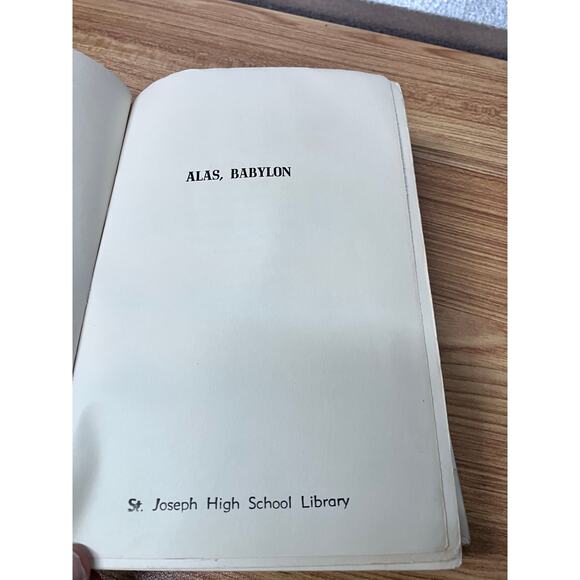 ALAS, BABYLON
St. Joseph High School Library